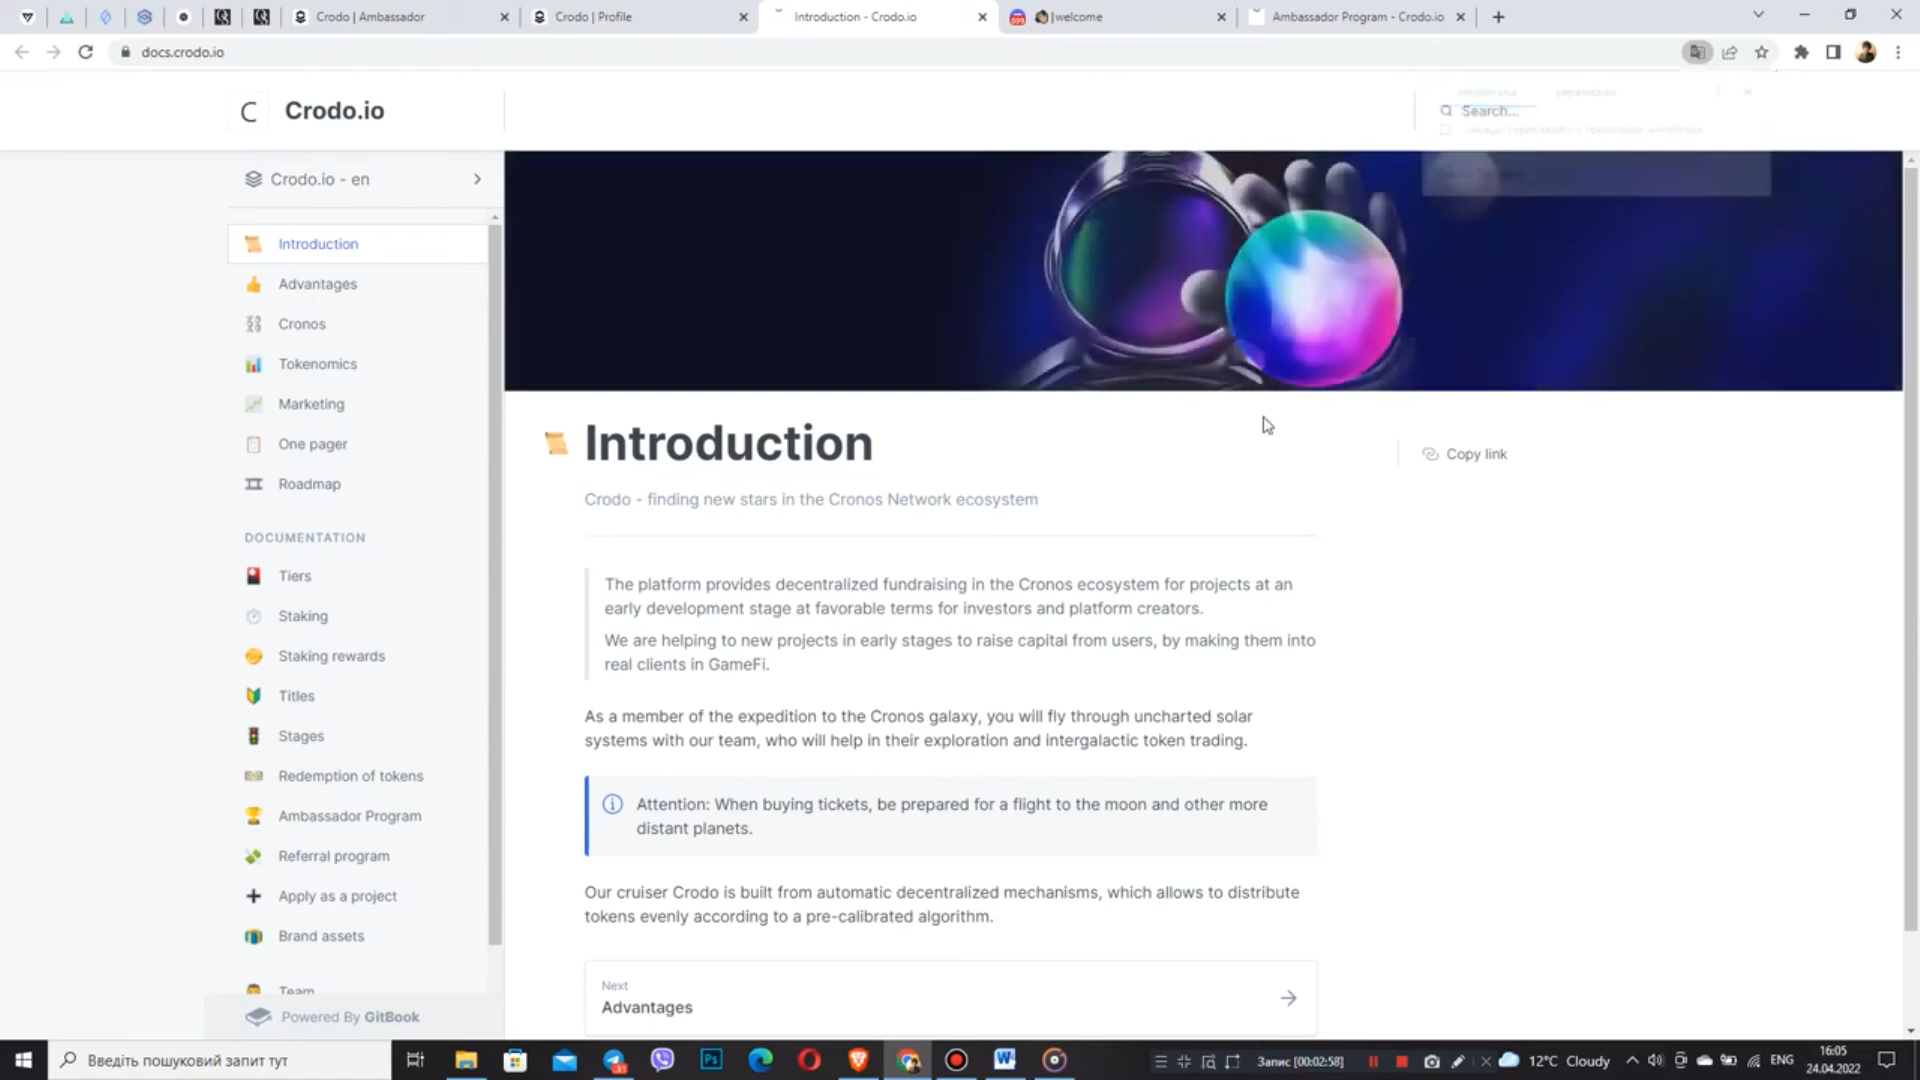 Crodo | Ambassador
Crodo | Profile
Introduction - Crodo.io
|welcome
Ambassador Program - Crodo.io
docs.crodo.io
C
Crodo.io
Search...
Crodo.io - en
Introduction
Advantages
Cronos
Tokenomics
Marketing
One pager
Roadmap
DOCUMENTATION
Tiers
Staking
Staking rewards
Titles
Stages
Redemption of tokens
Ambassador Program
Referral program
Apply as a project
Brand assets
Team
Powered By GitBook
Introduction
Copy link
Crodo - finding new stars in the Cronos Network ecosystem
The platform provides decentralized fundraising in the Cronos ecosystem for projects at an
early development stage at favorable terms for investors and platform creators.
We are helping to new projects in early stages to raise capital from users, by making them into
real clients in GameFi.
As a member of the expedition to the Cronos galaxy, you will fly through uncharted solar
systems with our team, who will help in their exploration and intergalactic token trading.
Attention: When buying tickets, be prepared for a flight to the moon and other more
distant planets.
Our cruiser Crodo is built from automatic decentralized mechanisms, which allows to distribute
tokens evenly according to a pre-calibrated algorithm.
Next
Advantages
Введіть пошуковий запит тут
Запис [00:02:58]
12°C Cloudy
ENG
16:05
24.04.2022